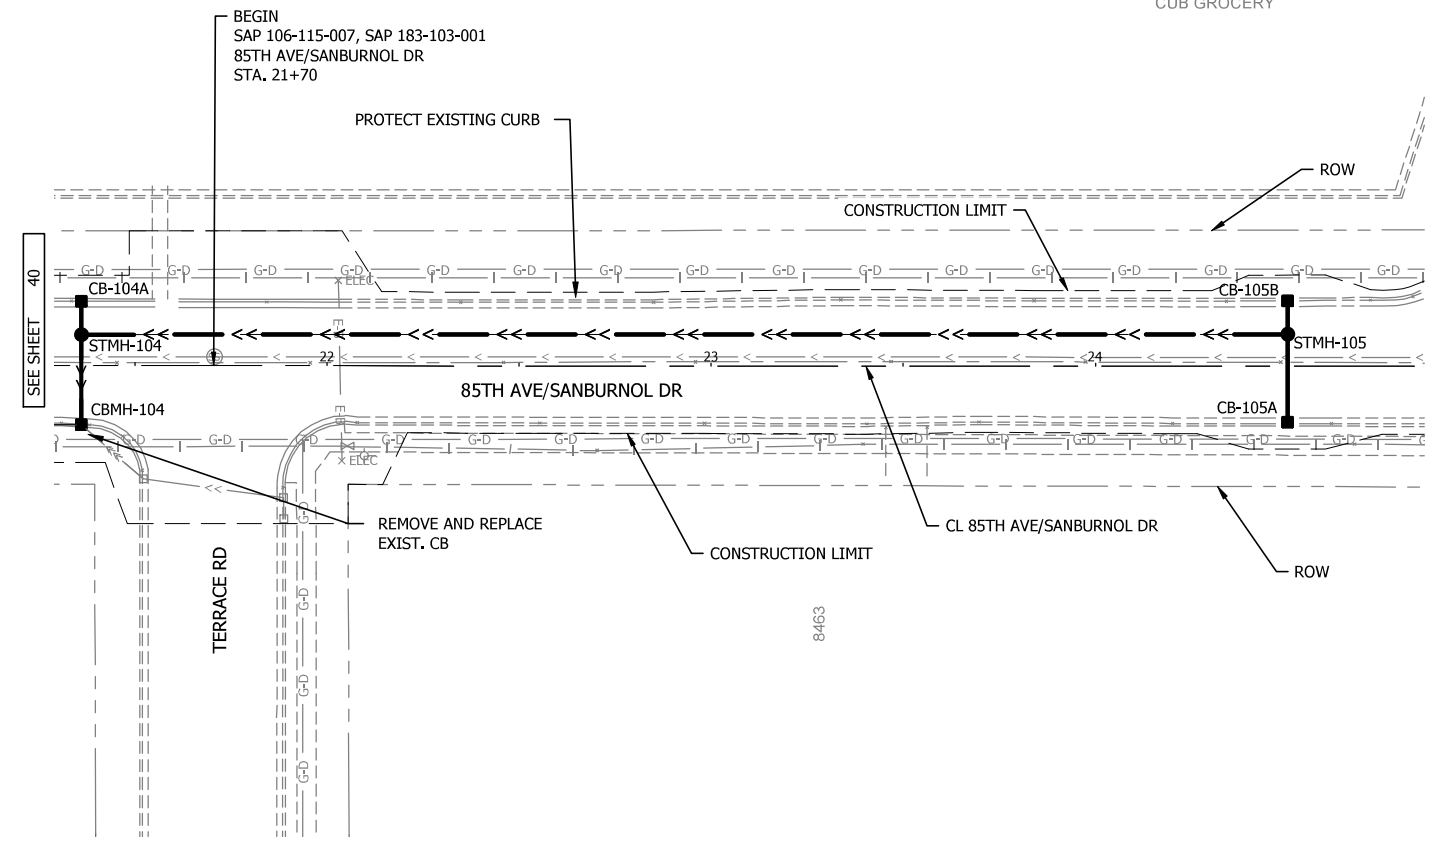 CUB GROCERY
BEGIN
SAP 106-115-007, SAP 183-103-001
85TH AVE/SANBURNOL DR
STA. 21+70
PROTECT EXISTING CURB
ROW
CONSTRUCTION LIMIT
SEE SHEET 40
G-D G-D G-D G-D G-D G-D G-D G-D G-D G-D G-D G-D G-D G-D G-D G-D
ELEC
CB-104A
CB-105B
STMH-104
STMH-105
22
23
24
85TH AVE/SANBURNOL DR
CBMH-104
CB-105A
G-D G-D G-D G-D G-D G-D G-D G-D G-D G-D G-D G-D G-D G-D
ELEC
REMOVE AND REPLACE
EXIST. CB
CL 85TH AVE/SANBURNOL DR
CONSTRUCTION LIMIT
ROW
TERRACE RD
G-D
G-D
G-D
G-D
8463